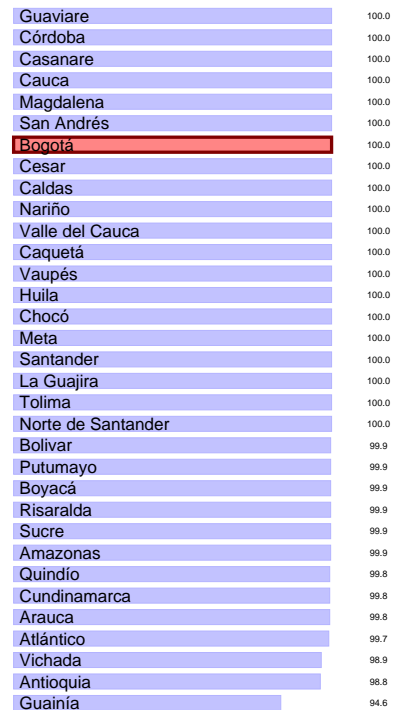 Guaviare 100.0
Córdoba 100.0
Casanare 100.0
Cauca 100.0
Magdalena 100.0
San Andrés 100.0
Bogotá 100.0
Cesar 100.0
Caldas 100.0
Nariño 100.0
Valle del Cauca 100.0
Caquetá 100.0
Vaupés 100.0
Huila 100.0
Chocó 100.0
Meta 100.0
Santander 100.0
La Guajira 100.0
Tolima 100.0
Norte de Santander 100.0
Bolivar 99.9
Putumayo 99.9
Boyacá 99.9
Risaralda 99.9
Sucre 99.9
Amazonas 99.9
Quindío 99.8
Cundinamarca 99.8
Arauca 99.8
Atlántico 99.7
Vichada 98.9
Antioquia 98.8
Guainía 94.6